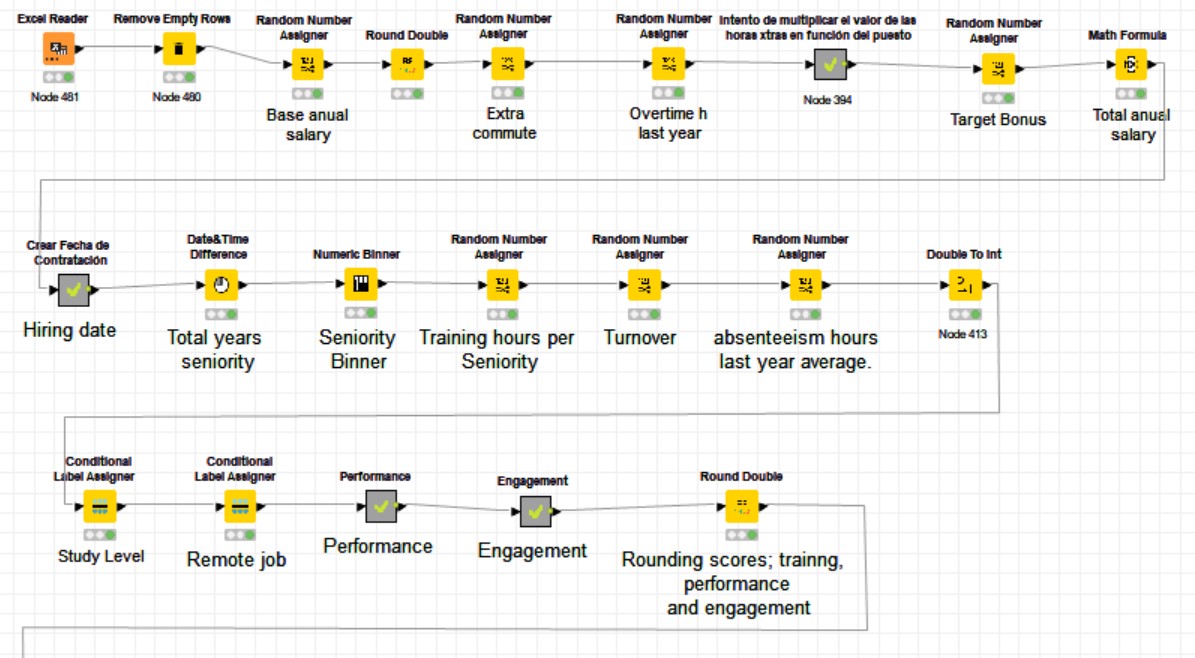 Excel Reader
Node 481
Remove Empty Rows
Node 480
Random Number
Assigner
Base anual
salary
Round Double
Random Number
Assigner
Extra
commute
Random Number
Assigner
Overtime h
last year
Intento de multiplicar el valor de las
horas xtras en función del puesto
Node 394
Random Number
Assigner
Target Bonus
Math Formula
Total anual
salary
Crear Fecha de
Contratación
Hiring date
Date&Time
Difference
Total years
seniority
Numeric Binner
Seniority
Binner
Random Number
Assigner
Training hours per
Seniority
Random Number
Assigner
Turnover
Random Number
Assigner
absenteeism hours
last year average.
Double To Int
Node 413
Conditional
Label Assigner
Study Level
Conditional
Label Assigner
Remote job
Performance
Performance
Engagement
Engagement
Round Double
Rounding scores; trainng,
performance
and engagement